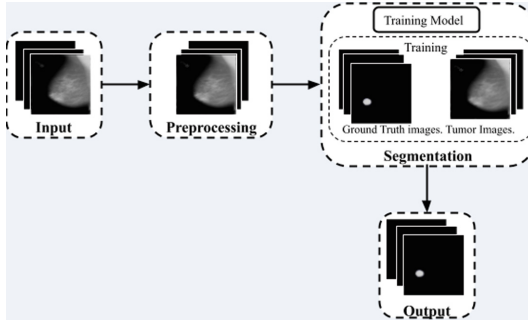 Training Model
Training
Ground Truth images. Tumor Images.
Input
Preprocessing
Segmentation
Output